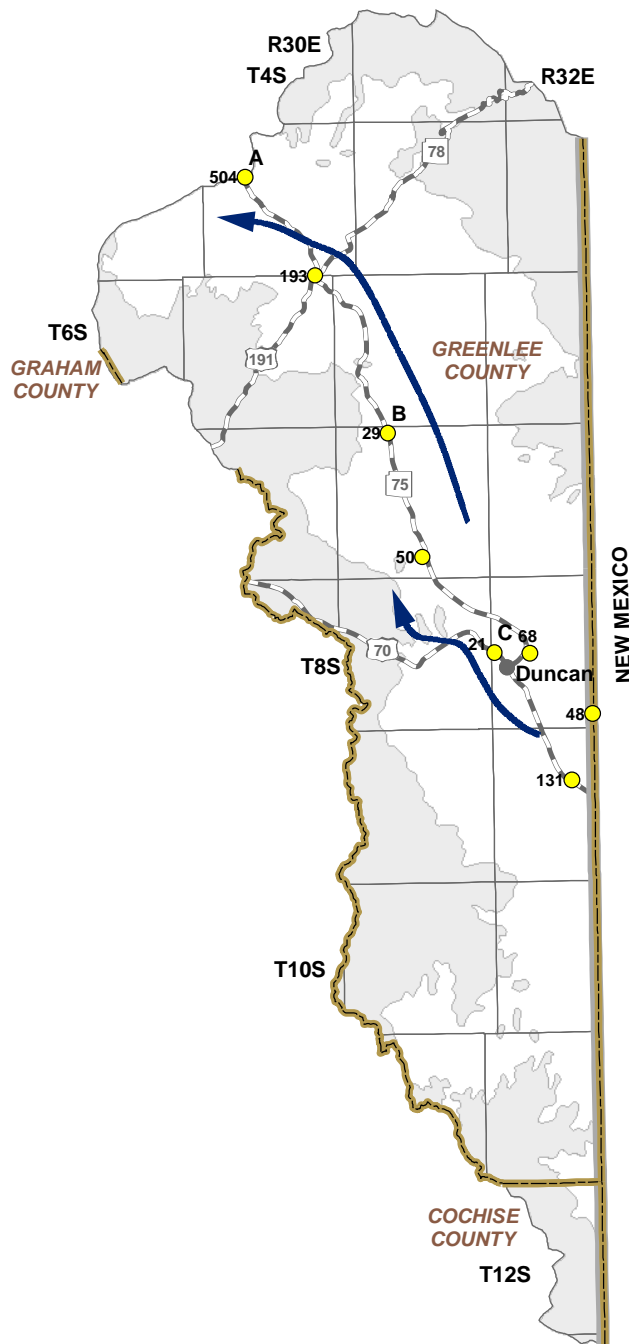 R30E
T4S
R32E
78
A
504
193
T6S
GRAHAM
COUNTY
191
GREENLEE
COUNTY
B
29
75
50
NEW MEXICO
C
68
21
70
T8S
Duncan
48
131
T10S
COCHISE
COUNTY
T12S